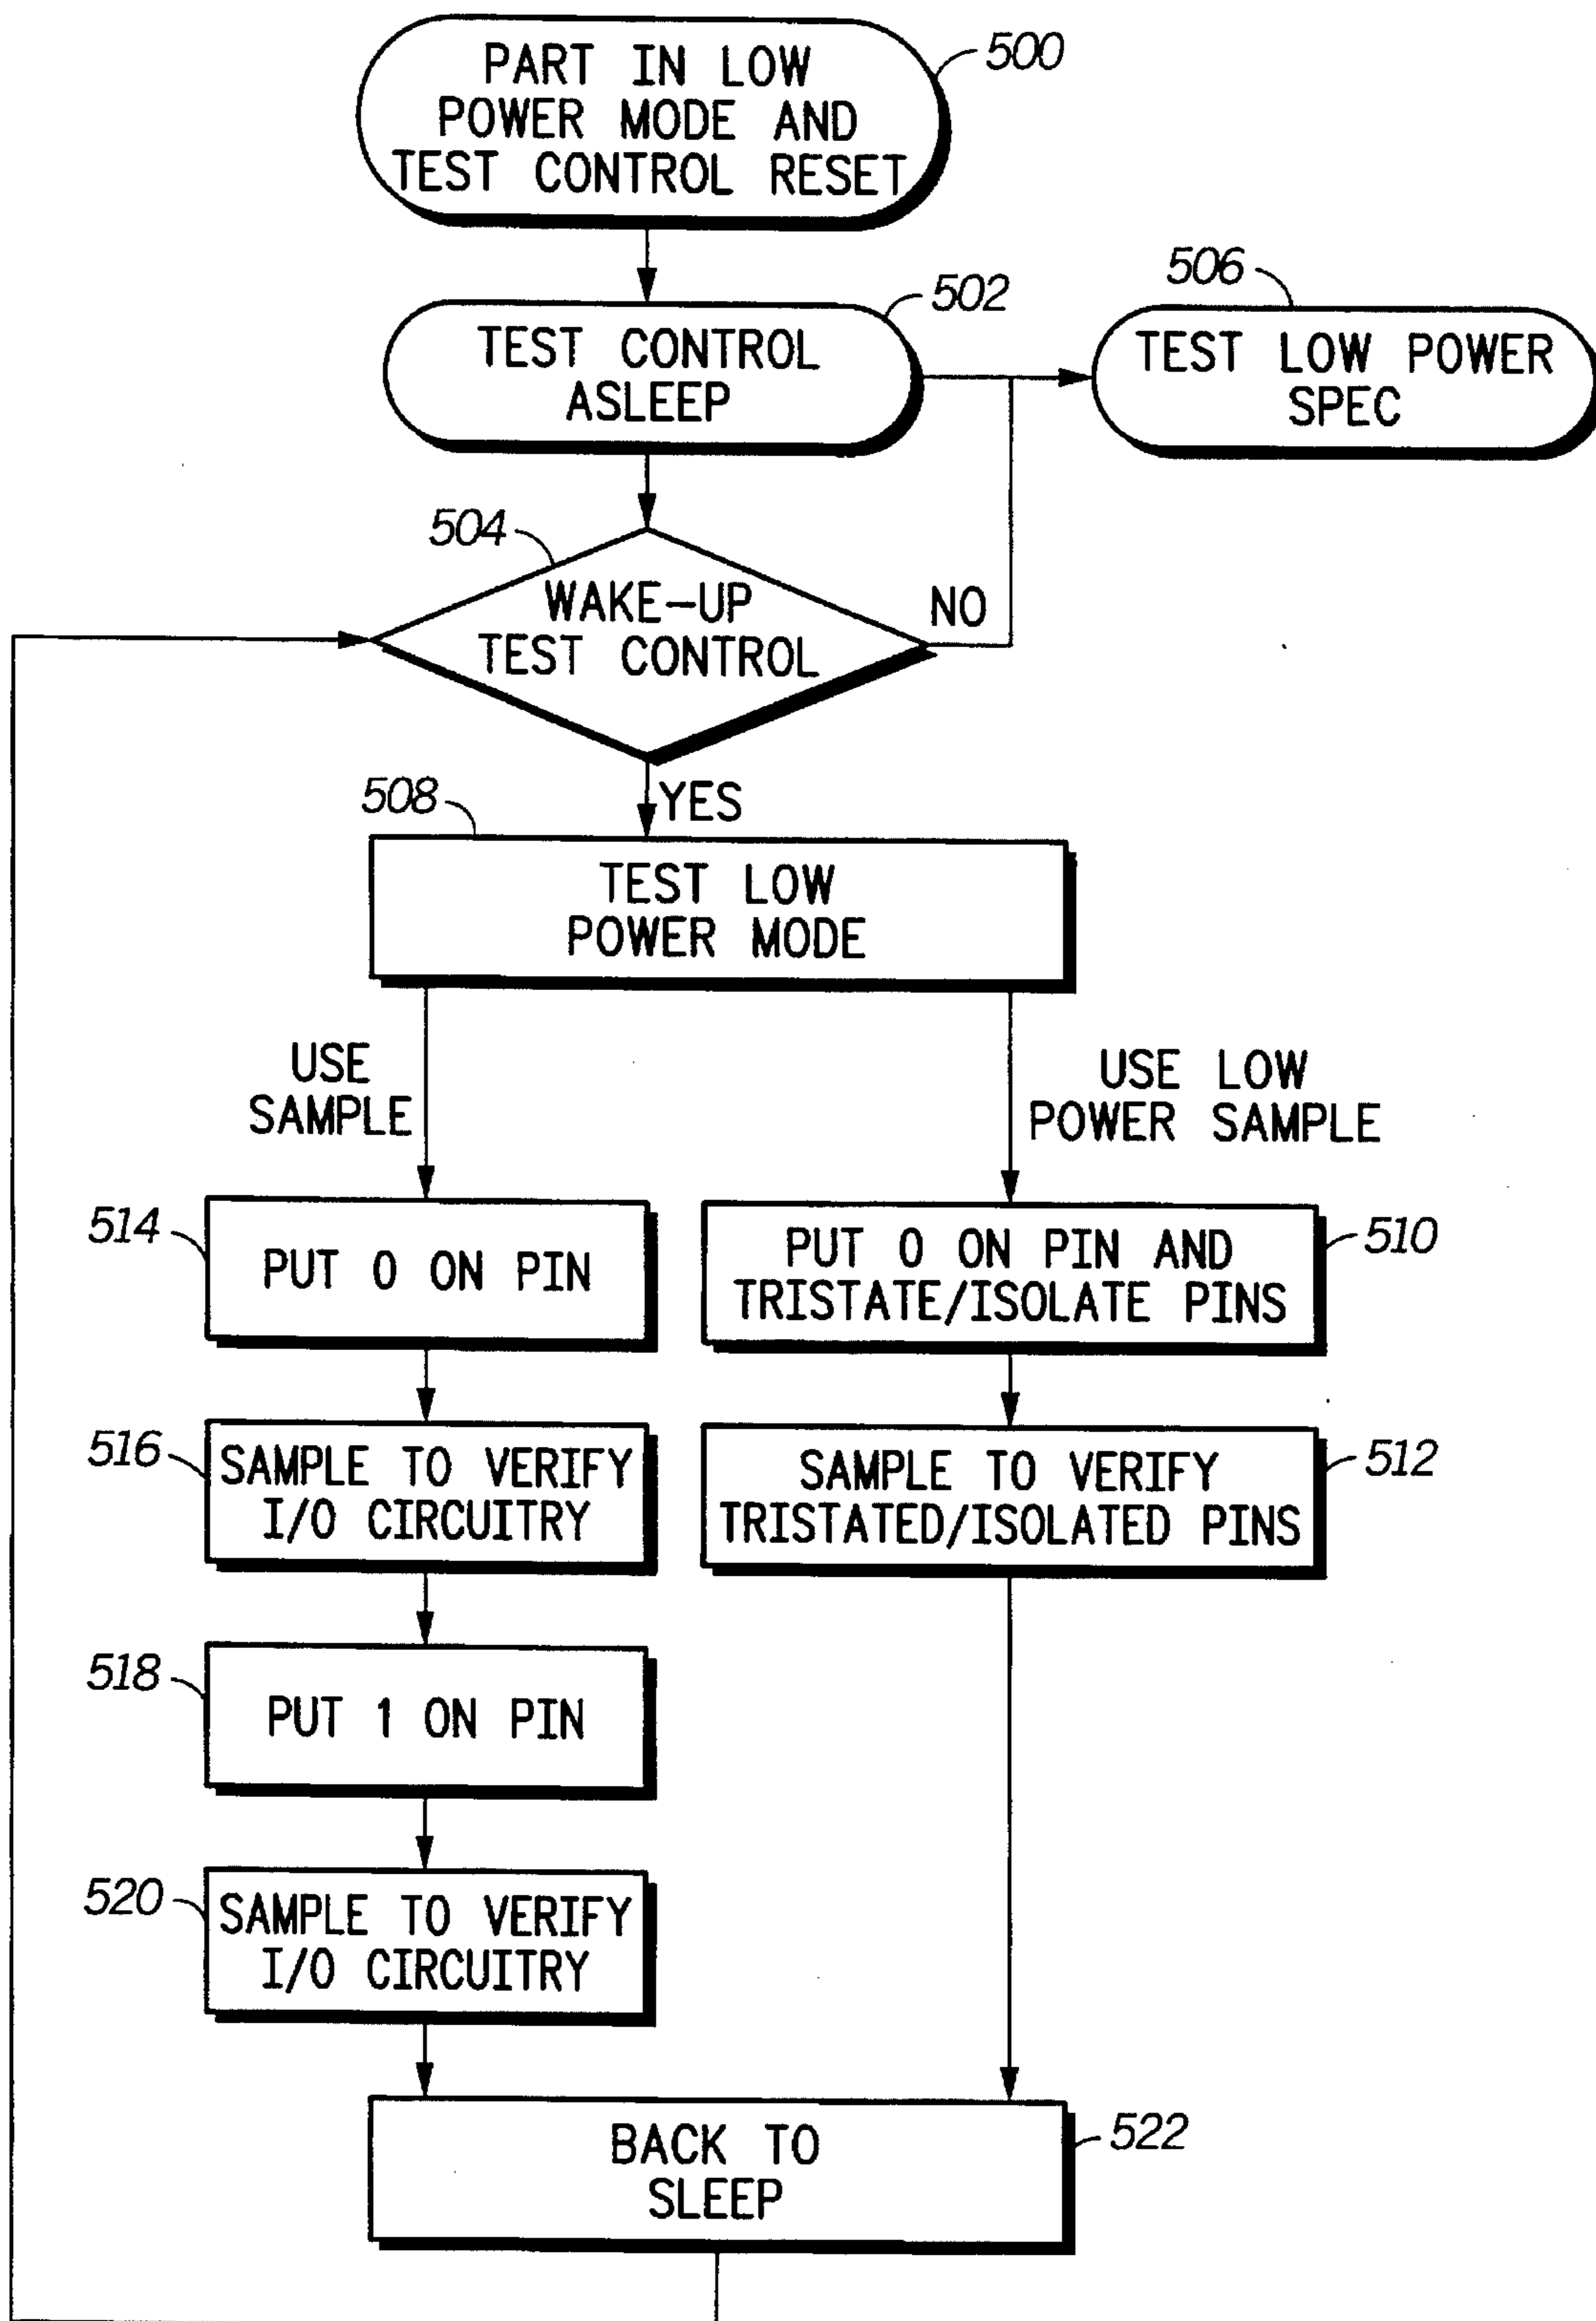 PART IN LOW
POWER MODE AND
TEST CONTROL RESET
500
TEST CONTROL
ASLEEP
502
506
TEST LOW POWER
SPEC
504
WAKE-UP
TEST CONTROL
NO
YES
508
TEST LOW
POWER MODE
USE
SAMPLE
USE LOW
POWER SAMPLE
514
PUT 0 ON PIN
PUT 0 ON PIN AND
TRISTATE/ISOLATE PINS
510
516
SAMPLE TO VERIFY
I/O CIRCUITRY
SAMPLE TO VERIFY
TRISTATED/ISOLATED PINS
512
518
PUT 1 ON PIN
520
SAMPLE TO VERIFY
I/O CIRCUITRY
BACK TO
SLEEP
522